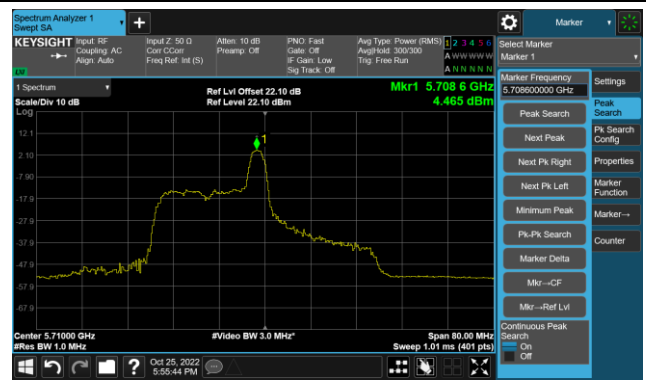 Spectrum Analyzer 1
Swept SA
Marker
KEYSIGHT
Input: RF
Coupling: AC
Align: Auto
Input Z: 50 Ω
Corr CCorr
Freq Ref: Int (S)
Atten: 10 dB
Preamp: Off
PNO: Fast
Gate: Off
IF Gain: Low
Sig Track: Off
Avg Type: Power (RMS)
Avg|Hold: 300/300
Trig: Free Run
1 2 3 4 5 6
A W W W W W
A N N N N N
LW
Select Marker
Marker 1
1 Spectrum
Scale/Div 10 dB
Log
Ref Lvl Offset 22.10 dB
Ref Level 22.10 dBm
Mkr1 5.708 6 GHz
4.465 dBm
1
12.1
2.10
-7.90
-17.9
-27.9
-37.9
-47.9
-57.9
-67.9
Center 5.71000 GHz
#Res BW 1.0 MHz
#Video BW 3.0 MHz*
Span 80.00 MHz
Sweep 1.01 ms (401 pts)
Oct 25, 2022
5:55:44 PM
Marker Frequency
5.708600000 GHz
Peak Search
Next Peak
Next Pk Right
Next Pk Left
Minimum Peak
Pk-Pk Search
Marker Delta
Mkr→CF
Mkr→Ref Lvl
Continuous Peak
Search
On
Off
Settings
Peak
Search
Pk Search
Config
Properties
Marker
Function
Marker→
Counter